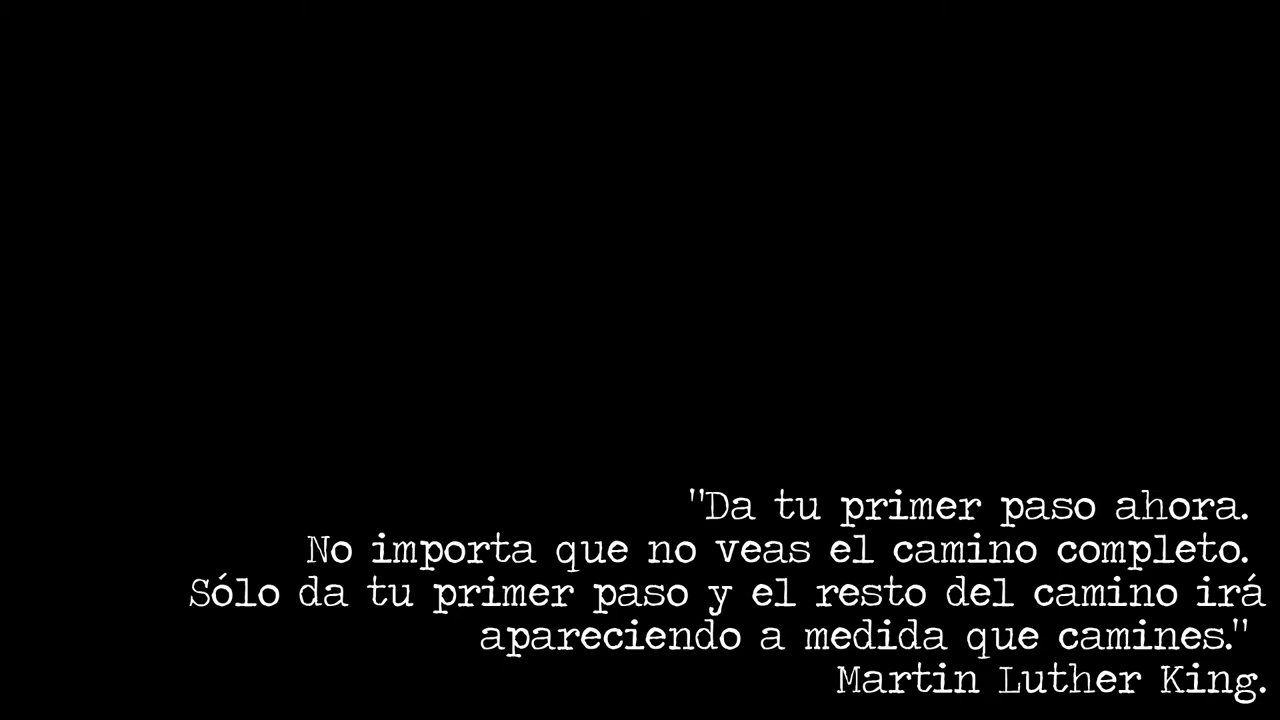 "Da tu primer paso ahora.
No importa que no veas el camino completo.
Sólo da tu primer paso y el resto del camino irá
apareciendo a medida que camines."
Martin Luther King.